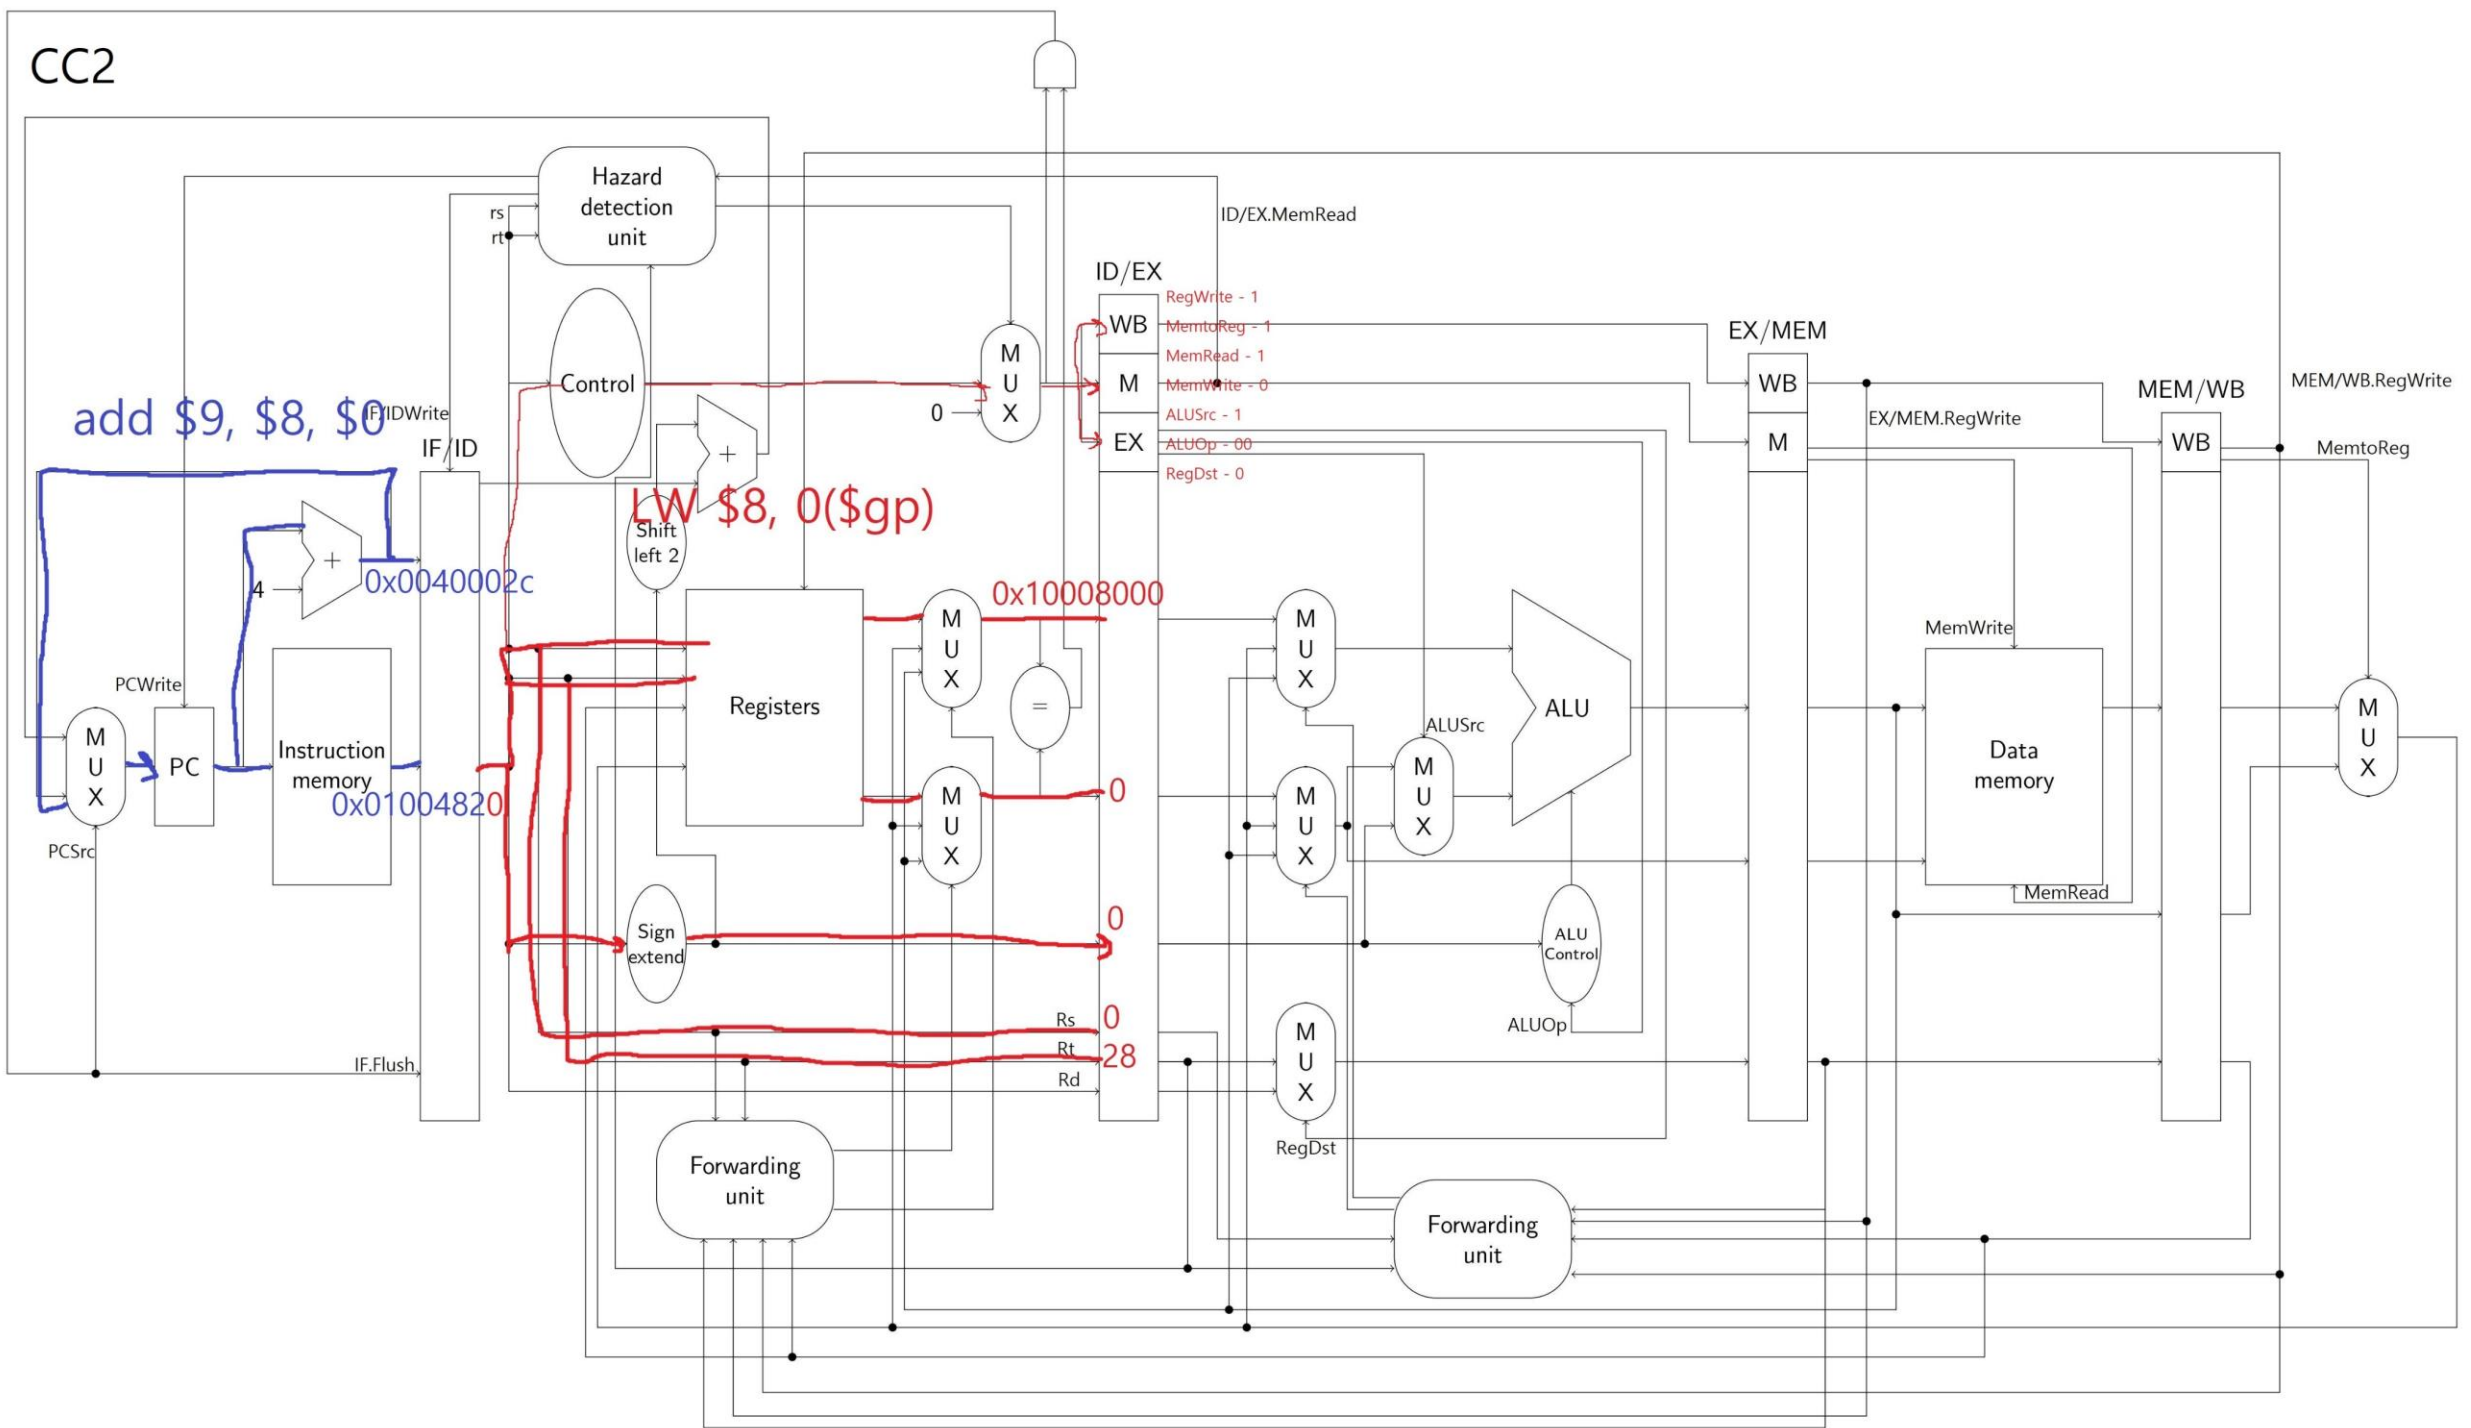 CC2
Hazard
detection
unit
rs
rt
ID/EX.MemRead
ID/EX
RegWrite - 1
WB
MemtoReg - 1
MemRead - 1
M
MemWrite - 0
ALUSrc - 1
EX
ALUOp - 00
RegDst - 0
Control
M
U
X
0
EX/MEM
WB
M
EX/MEM.RegWrite
MEM/WB
WB
MEM/WB.RegWrite
MemtoReg
add $9, $8, $0
IF/IDWrite
IF/ID
+
LW $8, 0($gp)
Shift
left 2
+
4
0x0040002c
PCWrite
M
U
X
PC
Instruction
memory
0x01004820
PCSrc
IF.Flush
Registers
M
U
X
0x10008000
=
M
U
X
0
Sign
extend
0
Rs
0
Rt
28
Rd
Forwarding
unit
M
U
X
M
U
X
ALUSrc
M
U
X
ALU
ALU
Control
ALUOp
M
U
X
RegDst
Forwarding
unit
MemWrite
Data
memory
MemRead
M
U
X